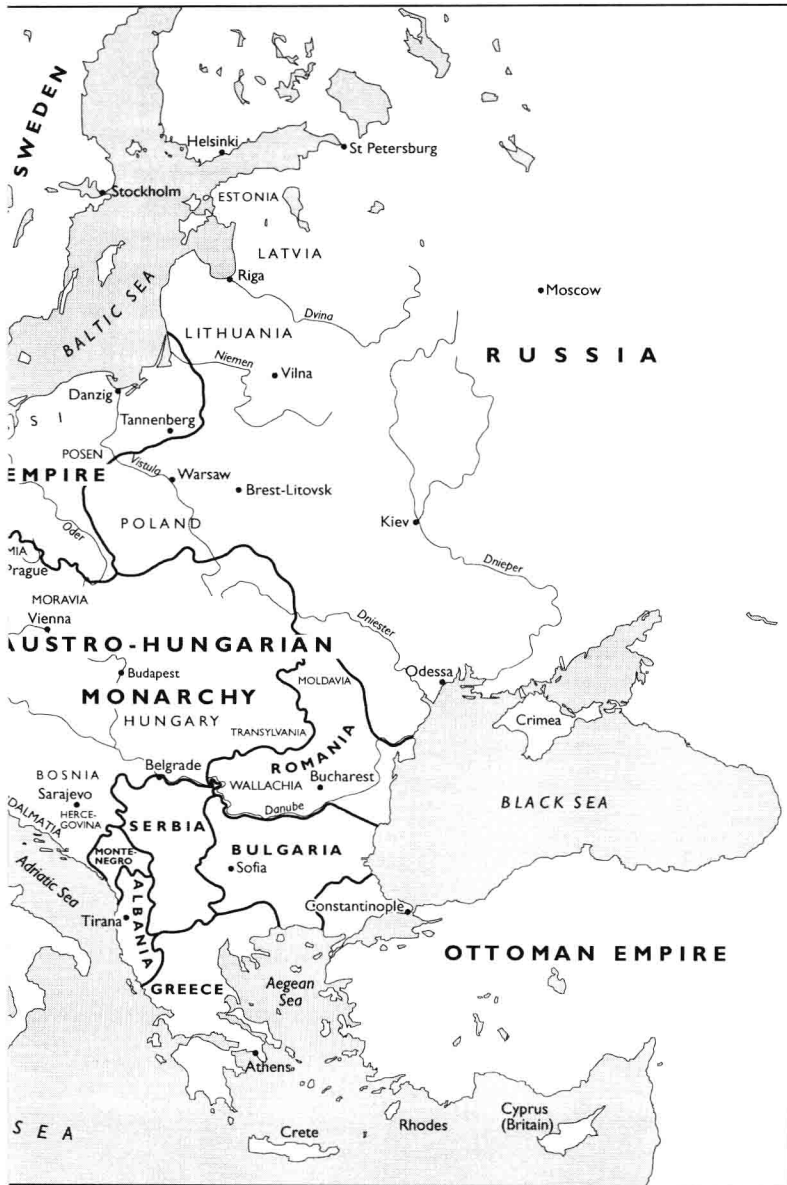 SWEDEN
Helsinki
St Petersburg
Stockholm
ESTONIA
LATVIA
Riga
Moscow
BALTIC SEA
Dvina
LITHUANIA
RUSSIA
Niemen
Vilna
Danzig
SI
Tannenberg
POSEN
EMPIRE
Vistula
Warsaw
Brest-Litovsk
POLAND
Oder
Kiev
MIA
Prague
Dnieper
MORAVIA
Vienna
Dniester
AUSTRO-HUNGARIAN
MONARCHY
Budapest
HUNGARY
MOLDAVIA
Odessa
Crimea
TRANSYLVANIA
ROMANIA
Belgrade
BOSNIA
WALLACHIA
Bucharest
Sarajevo
HERCE-
GOVINA
Danube
BLACK SEA
DALMATIA
SERBIA
MONTE-
NEGRO
BULGARIA
Sofia
Adriatic Sea
ALBANIA
Tirana
Constantinople
OTTOMAN EMPIRE
GREECE
Aegean
Sea
Athens
SEA
Crete
Rhodes
Cyprus
(Britain)